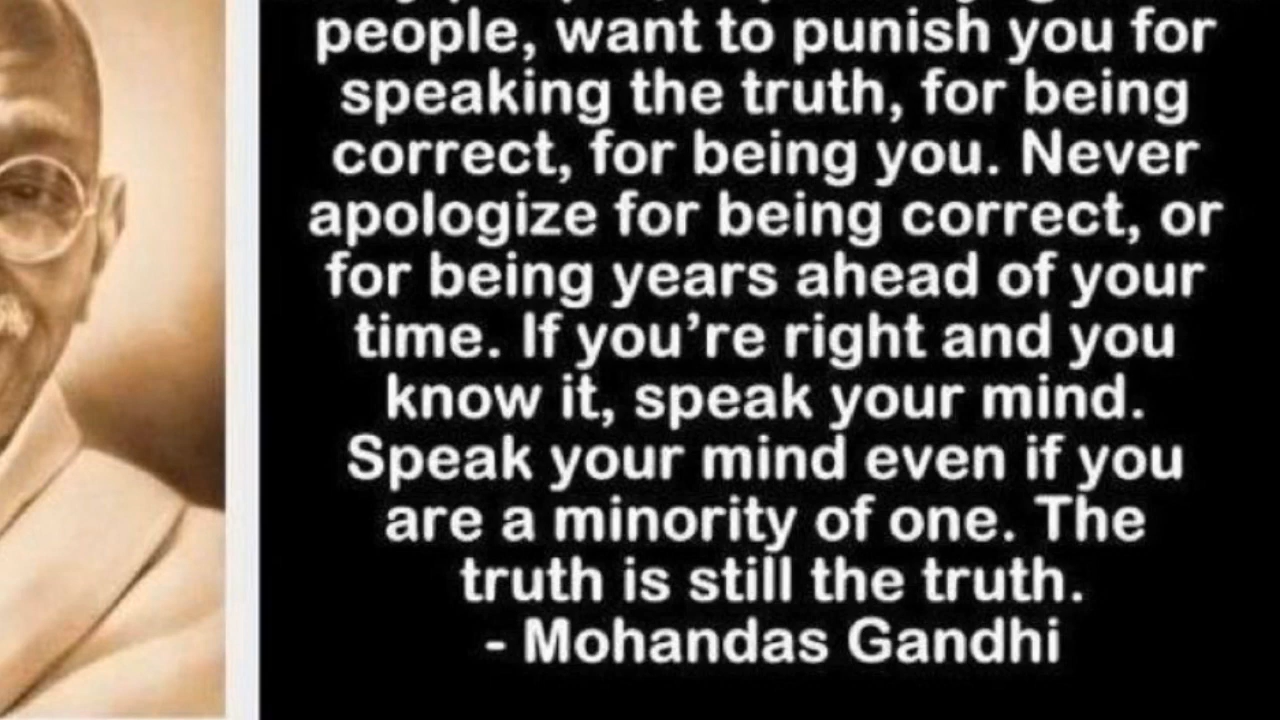 people, want to punish you for
speaking the truth, for being
correct, for being you. Never
apologize for being correct, or
for being years ahead of your
time. If you’re right and you
know it, speak your mind.
Speak your mind even if you
are a minority of one. The
truth is still the truth.
- Mohandas Gandhi